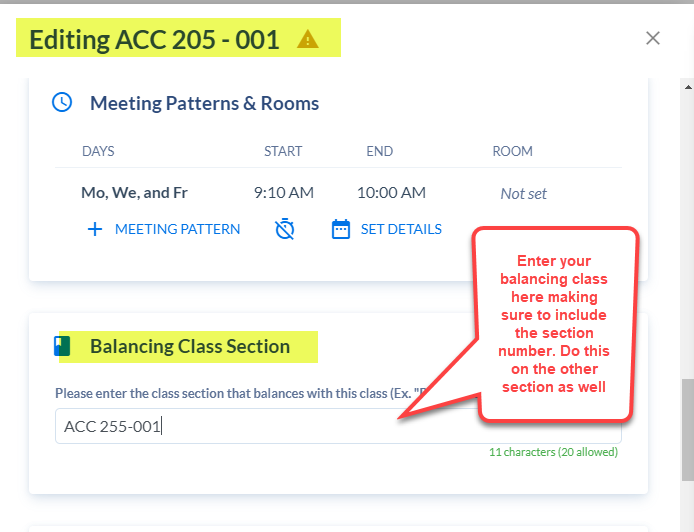 Editing ACC 205 - 001
Meeting Patterns & Rooms
DAYS START END ROOM
Mo, We, and Fr 9:10 AM 10:00 AM Not set
MEETING PATTERN SET DETAILS
Enter your
balancing class
here making
sure to include
the section
number. Do this
on the other
section as well
Balancing Class Section
Please enter the class section that balances with this class (Ex. "
ACC 255-001
11 characters (20 allowed)